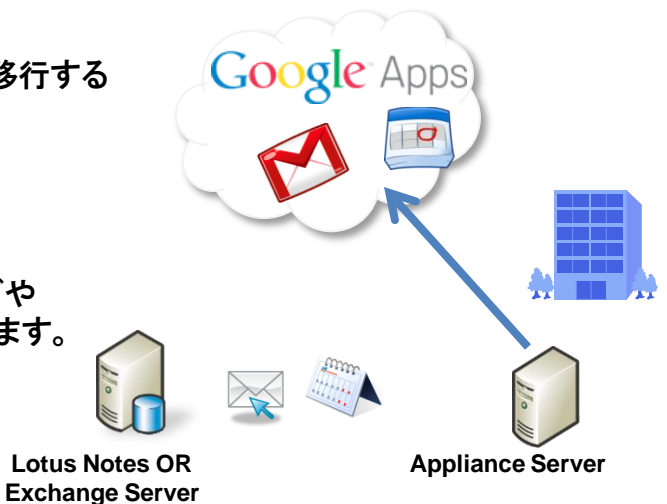 移行する
Google Apps
や
ます。
Lotus Notes OR
Exchange Server
Appliance Server